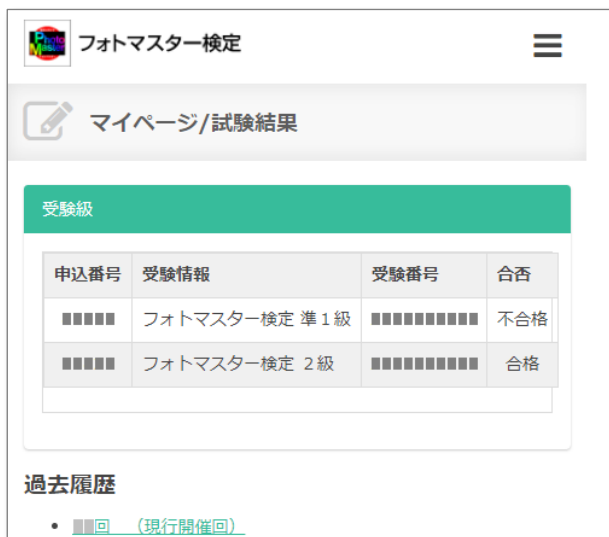 Photo Master フォトマスター検定
マイページ/試験結果
受験級
申込番号 受験情報 受験番号 合否
フォトマスター検定 準１級 不合格
フォトマスター検定 ２級 合格
過去履歴
回 （現行開催回）